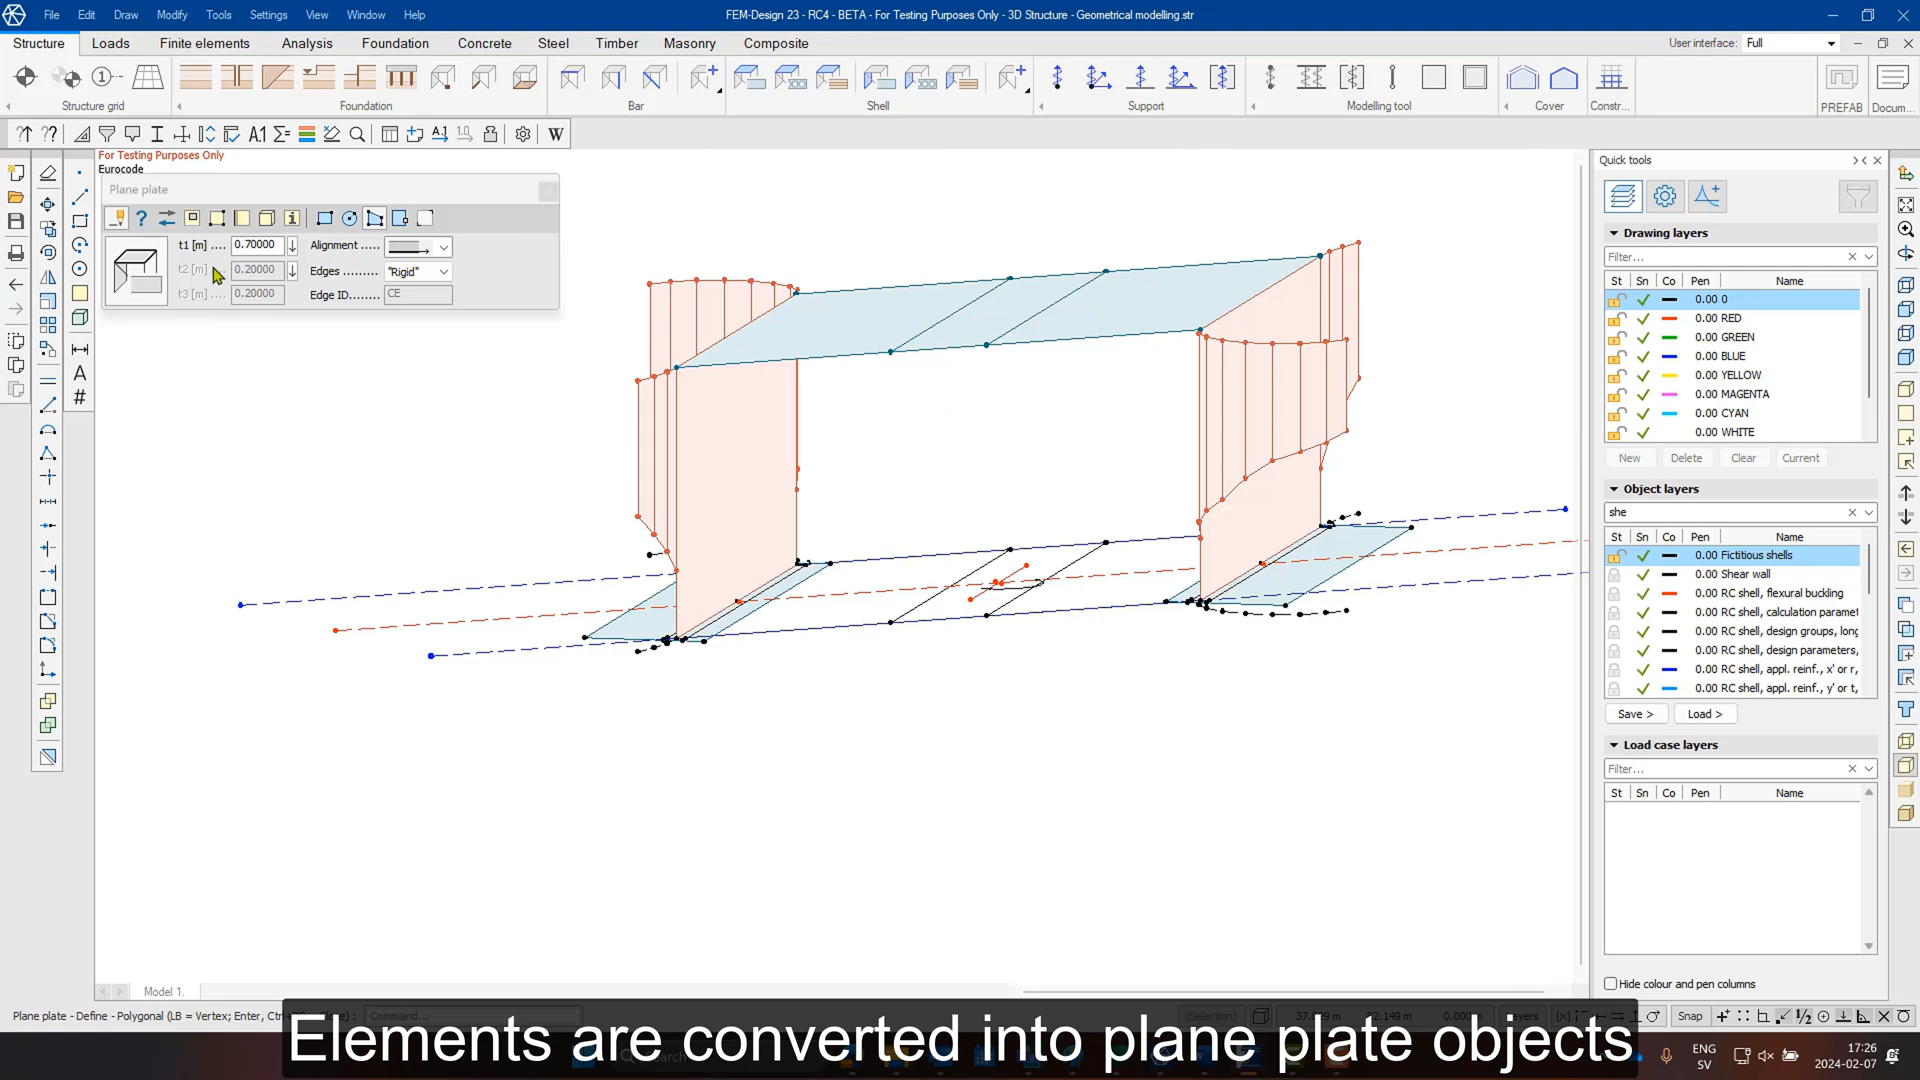 File Edit Draw Modify Tools Settings View Window Help
FEM-Design 23 - RC4 - BETA - For Testing Purposes Only - 3D Structure - Geometrical modelling.str
Structure Loads Finite elements Analysis Foundation Concrete Steel Timber Masonry Composite
User interface: Full
Structure grid Foundation Bar Shell Support Modelling tool Cover Constr... PREFAB Docum...
For Testing Purposes Only
Eurocode
Plane plate
t1 [m] .... 0.70000 Alignment .....
t2 [m] 0.20000 Edges ......... "Rigid"
t3 [m] .... 0.20000 Edge ID....... CE
Quick tools
Drawing layers
Filter...
St Sn Co Pen Name
0.00 0
0.00 RED
0.00 GREEN
0.00 BLUE
0.00 YELLOW
0.00 MAGENTA
0.00 CYAN
0.00 WHITE
New Delete Clear Current
Object layers
she
St Sn Co Pen Name
0.00 Fictitious shells
0.00 Shear wall
0.00 RC shell, flexural buckling
0.00 RC shell, calculation paramet
0.00 RC shell, design groups, long
0.00 RC shell, design parameters,
0.00 RC shell, appl. reinf., x' or r,
0.00 RC shell, appl. reinf., y' or t,
Save > Load >
Load case layers
Filter...
St Sn Co Pen Name
Hide colour and pen columns
Model 1.
Plane plate - Define - Polygonal (LB = Vertex; Enter, Ctrl
Command...
(Selection)
Layers
Snap
Elements are converted into plane plate objects
ENG
SV
17:26
2024-02-07